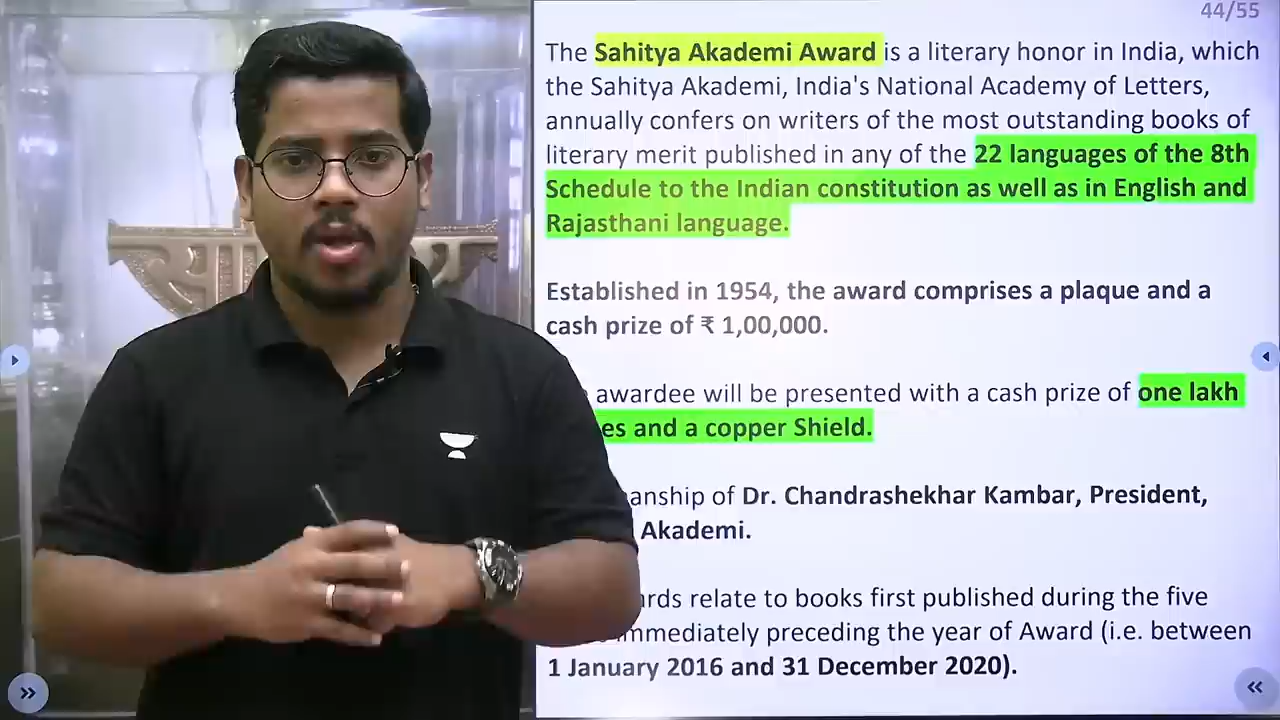 44/55
The Sahitya Akademi Award is a literary honor in India, which
the Sahitya Akademi, India's National Academy of Letters,
annually confers on writers of the most outstanding books of
literary merit published in any of the 22 languages of the 8th
Schedule to the Indian constitution as well as in English and
Rajasthani language.
Established in 1954, the award comprises a plaque and a
cash prize of ₹ 1,00,000.
awardee will be presented with a cash prize of one lakh
es and a copper Shield.
anship of Dr. Chandrashekhar Kambar, President,
Akademi.
rds relate to books first published during the five
mmediately preceding the year of Award (i.e. between
1 January 2016 and 31 December 2020).